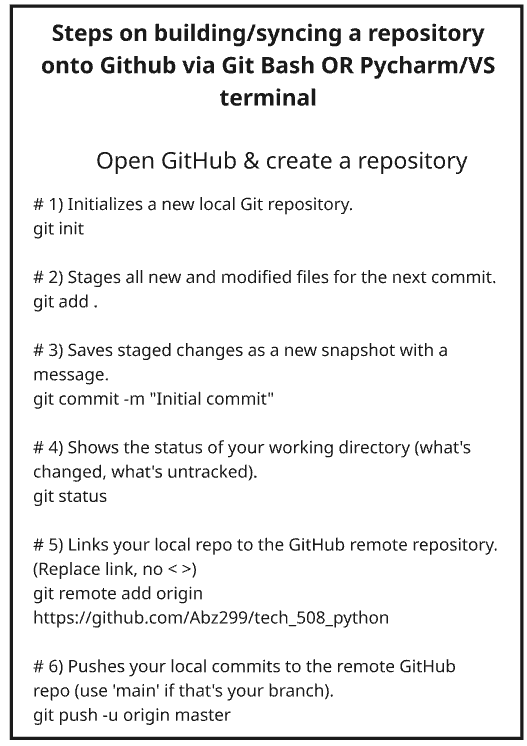 Steps on building/syncing a repository
onto Github via Git Bash OR Pycharm/VS
terminal
Open GitHub & create a repository
# 1) Initializes a new local Git repository.
git init
# 2) Stages all new and modified files for the next commit.
git add .
# 3) Saves staged changes as a new snapshot with a
message.
git commit -m "Initial commit"
# 4) Shows the status of your working directory (what's
changed, what's untracked).
git status
# 5) Links your local repo to the GitHub remote repository.
(Replace link, no < >)
git remote add origin
https://github.com/Abz299/tech_508_python
# 6) Pushes your local commits to the remote GitHub
repo (use 'main' if that's your branch).
git push -u origin master